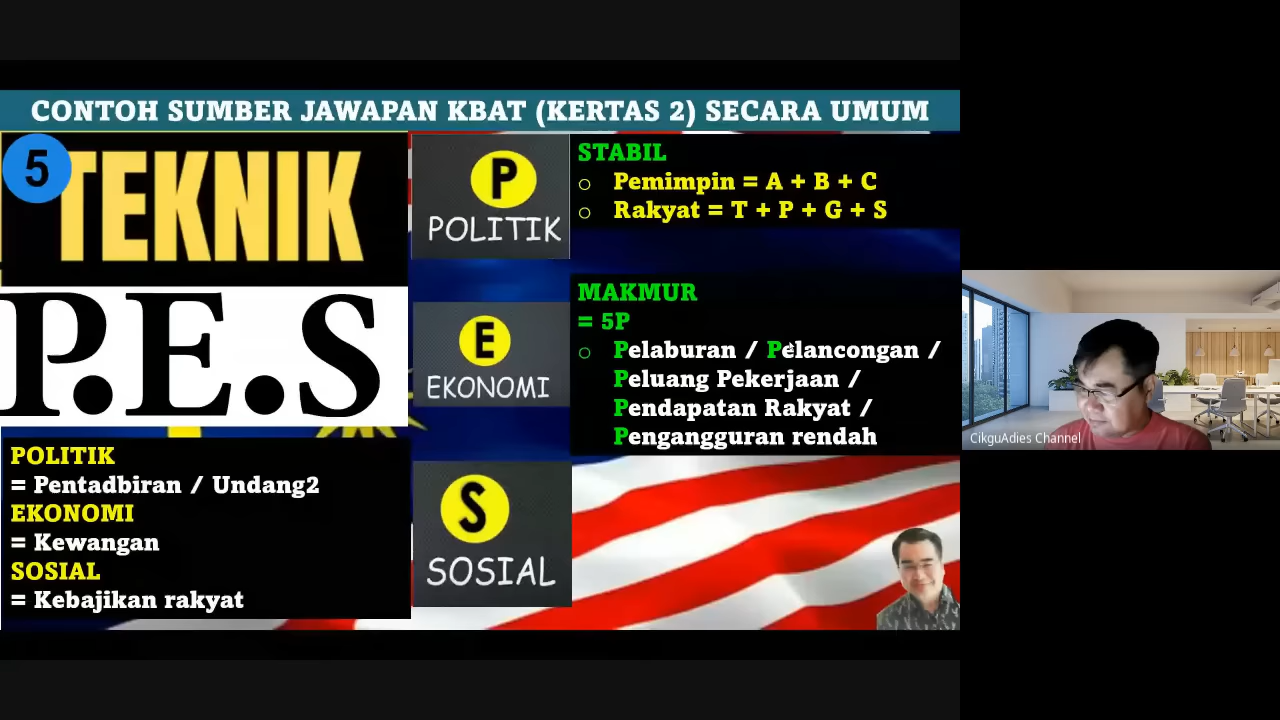 CONTOH SUMBER JAWAPAN KBAT (KERTAS 2) SECARA UMUM
5
TEKNIK
P.E.S
POLITIK
= Pentadbiran / Undang2
EKONOMI
= Kewangan
SOSIAL
= Kebajikan rakyat
P
POLITIK
STABIL
o Pemimpin = A + B + C
o Rakyat = T + P + G + S
E
EKONOMI
MAKMUR
= 5P
o Pelaburan / Pelancongan /
Peluang Pekerjaan /
Pendapatan Rakyat /
Pengangguran rendah
S
SOSIAL
CikguAdies Channel